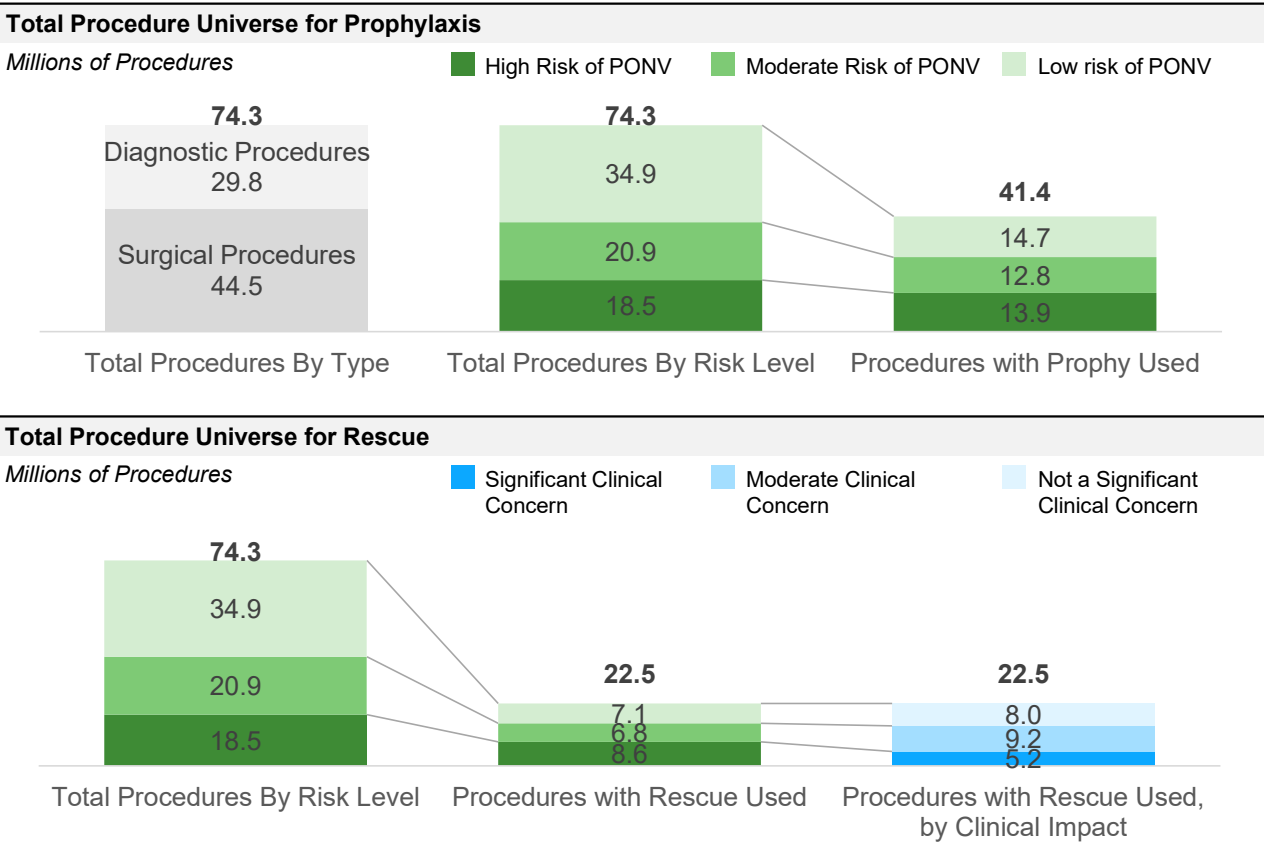 Total Procedure Universe for Prophylaxis
Millions of Procedures
High Risk of PONV
Moderate Risk of PONV
Low risk of PONV
74.3
Diagnostic Procedures
29.8
Surgical Procedures
44.5
74.3
34.9
20.9
18.5
41.4
14.7
12.8
13.9
Total Procedures By Type
Total Procedures By Risk Level
Procedures with Prophy Used
Total Procedure Universe for Rescue
Millions of Procedures
Significant Clinical
Concern
Moderate Clinical
Concern
Not a Significant
Clinical Concern
74.3
34.9
20.9
18.5
22.5
7.1
6.8
8.6
22.5
8.0
9.2
5.2
Total Procedures By Risk Level
Procedures with Rescue Used
Procedures with Rescue Used,
by Clinical Impact